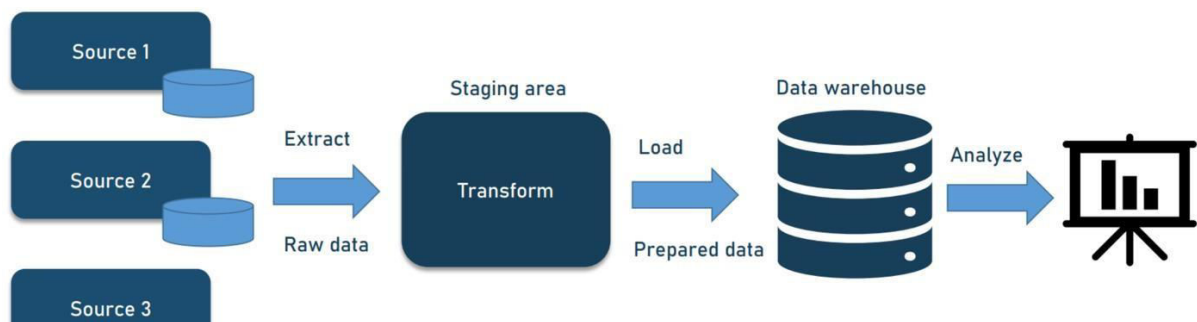 Source 1
Source 2
Source 3
Extract
Raw data
Staging area
Transform
Load
Prepared data
Data warehouse
Analyze